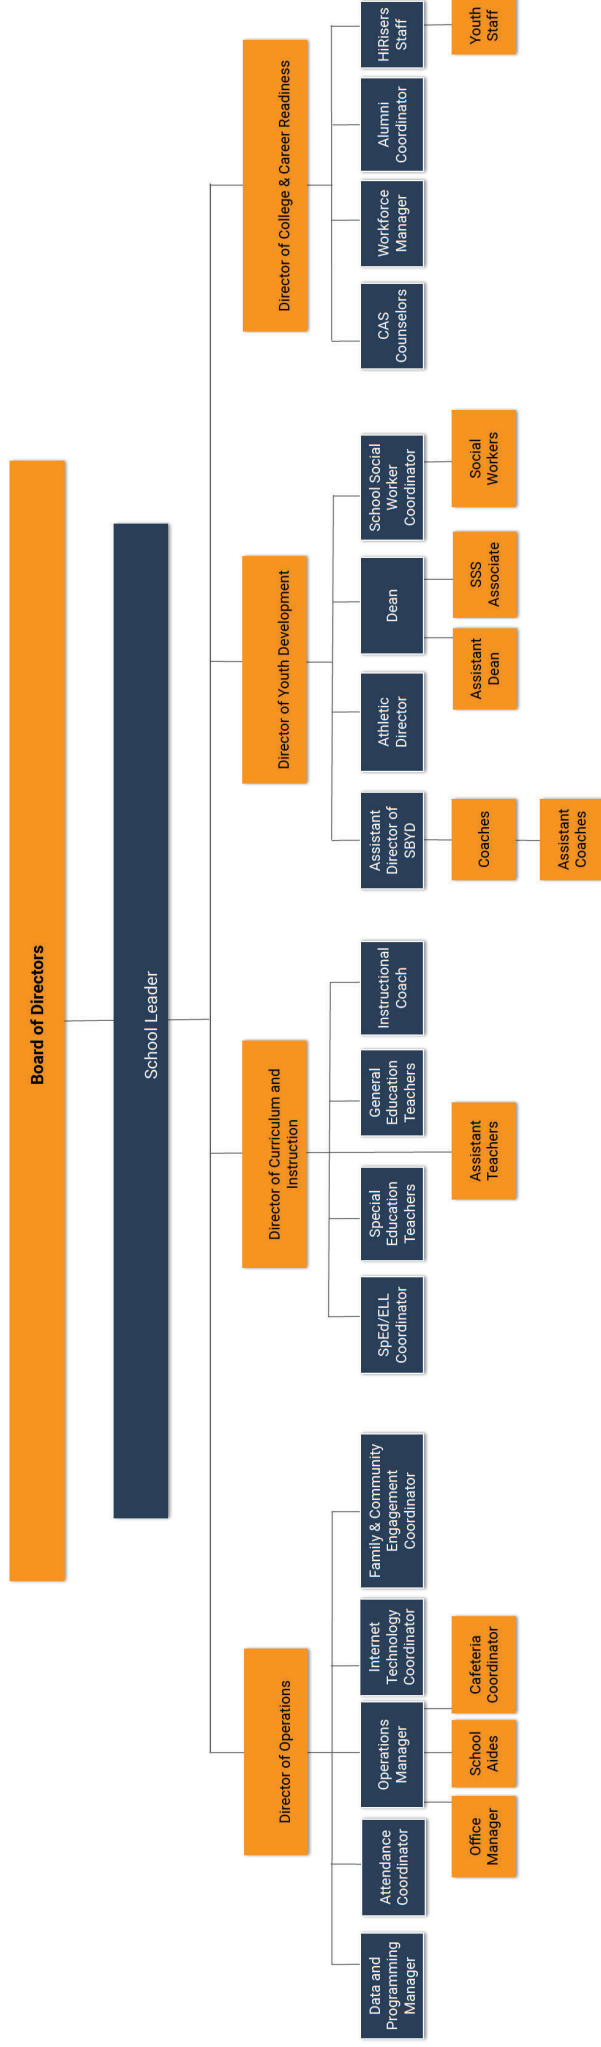 Board of Directors
School Leader
Director of Operations
Director of Curriculum and
Instruction
Director of Youth Development
Director of College & Career Readiness
Data and
Programming
Manager
Attendance
Coordinator
Operations
Manager
Internet
Technology
Coordinator
Family & Community
Engagement
Coordinator
SpEd/ELL
Coordinator
Special
Education
Teachers
General
Education
Teachers
Instructional
Coach
Assistant
Director of
SBYD
Athletic
Director
Dean
School Social
Worker
Coordinator
CAS
Counselors
Workforce
Manager
Alumni
Coordinator
HiRisers
Staff
Office
Manager
School
Aides
Cafeteria
Coordinator
Assistant
Teachers
Coaches
Assistant
Dean
SSS
Associate
Social
Workers
Youth
Staff
Assistant
Coaches